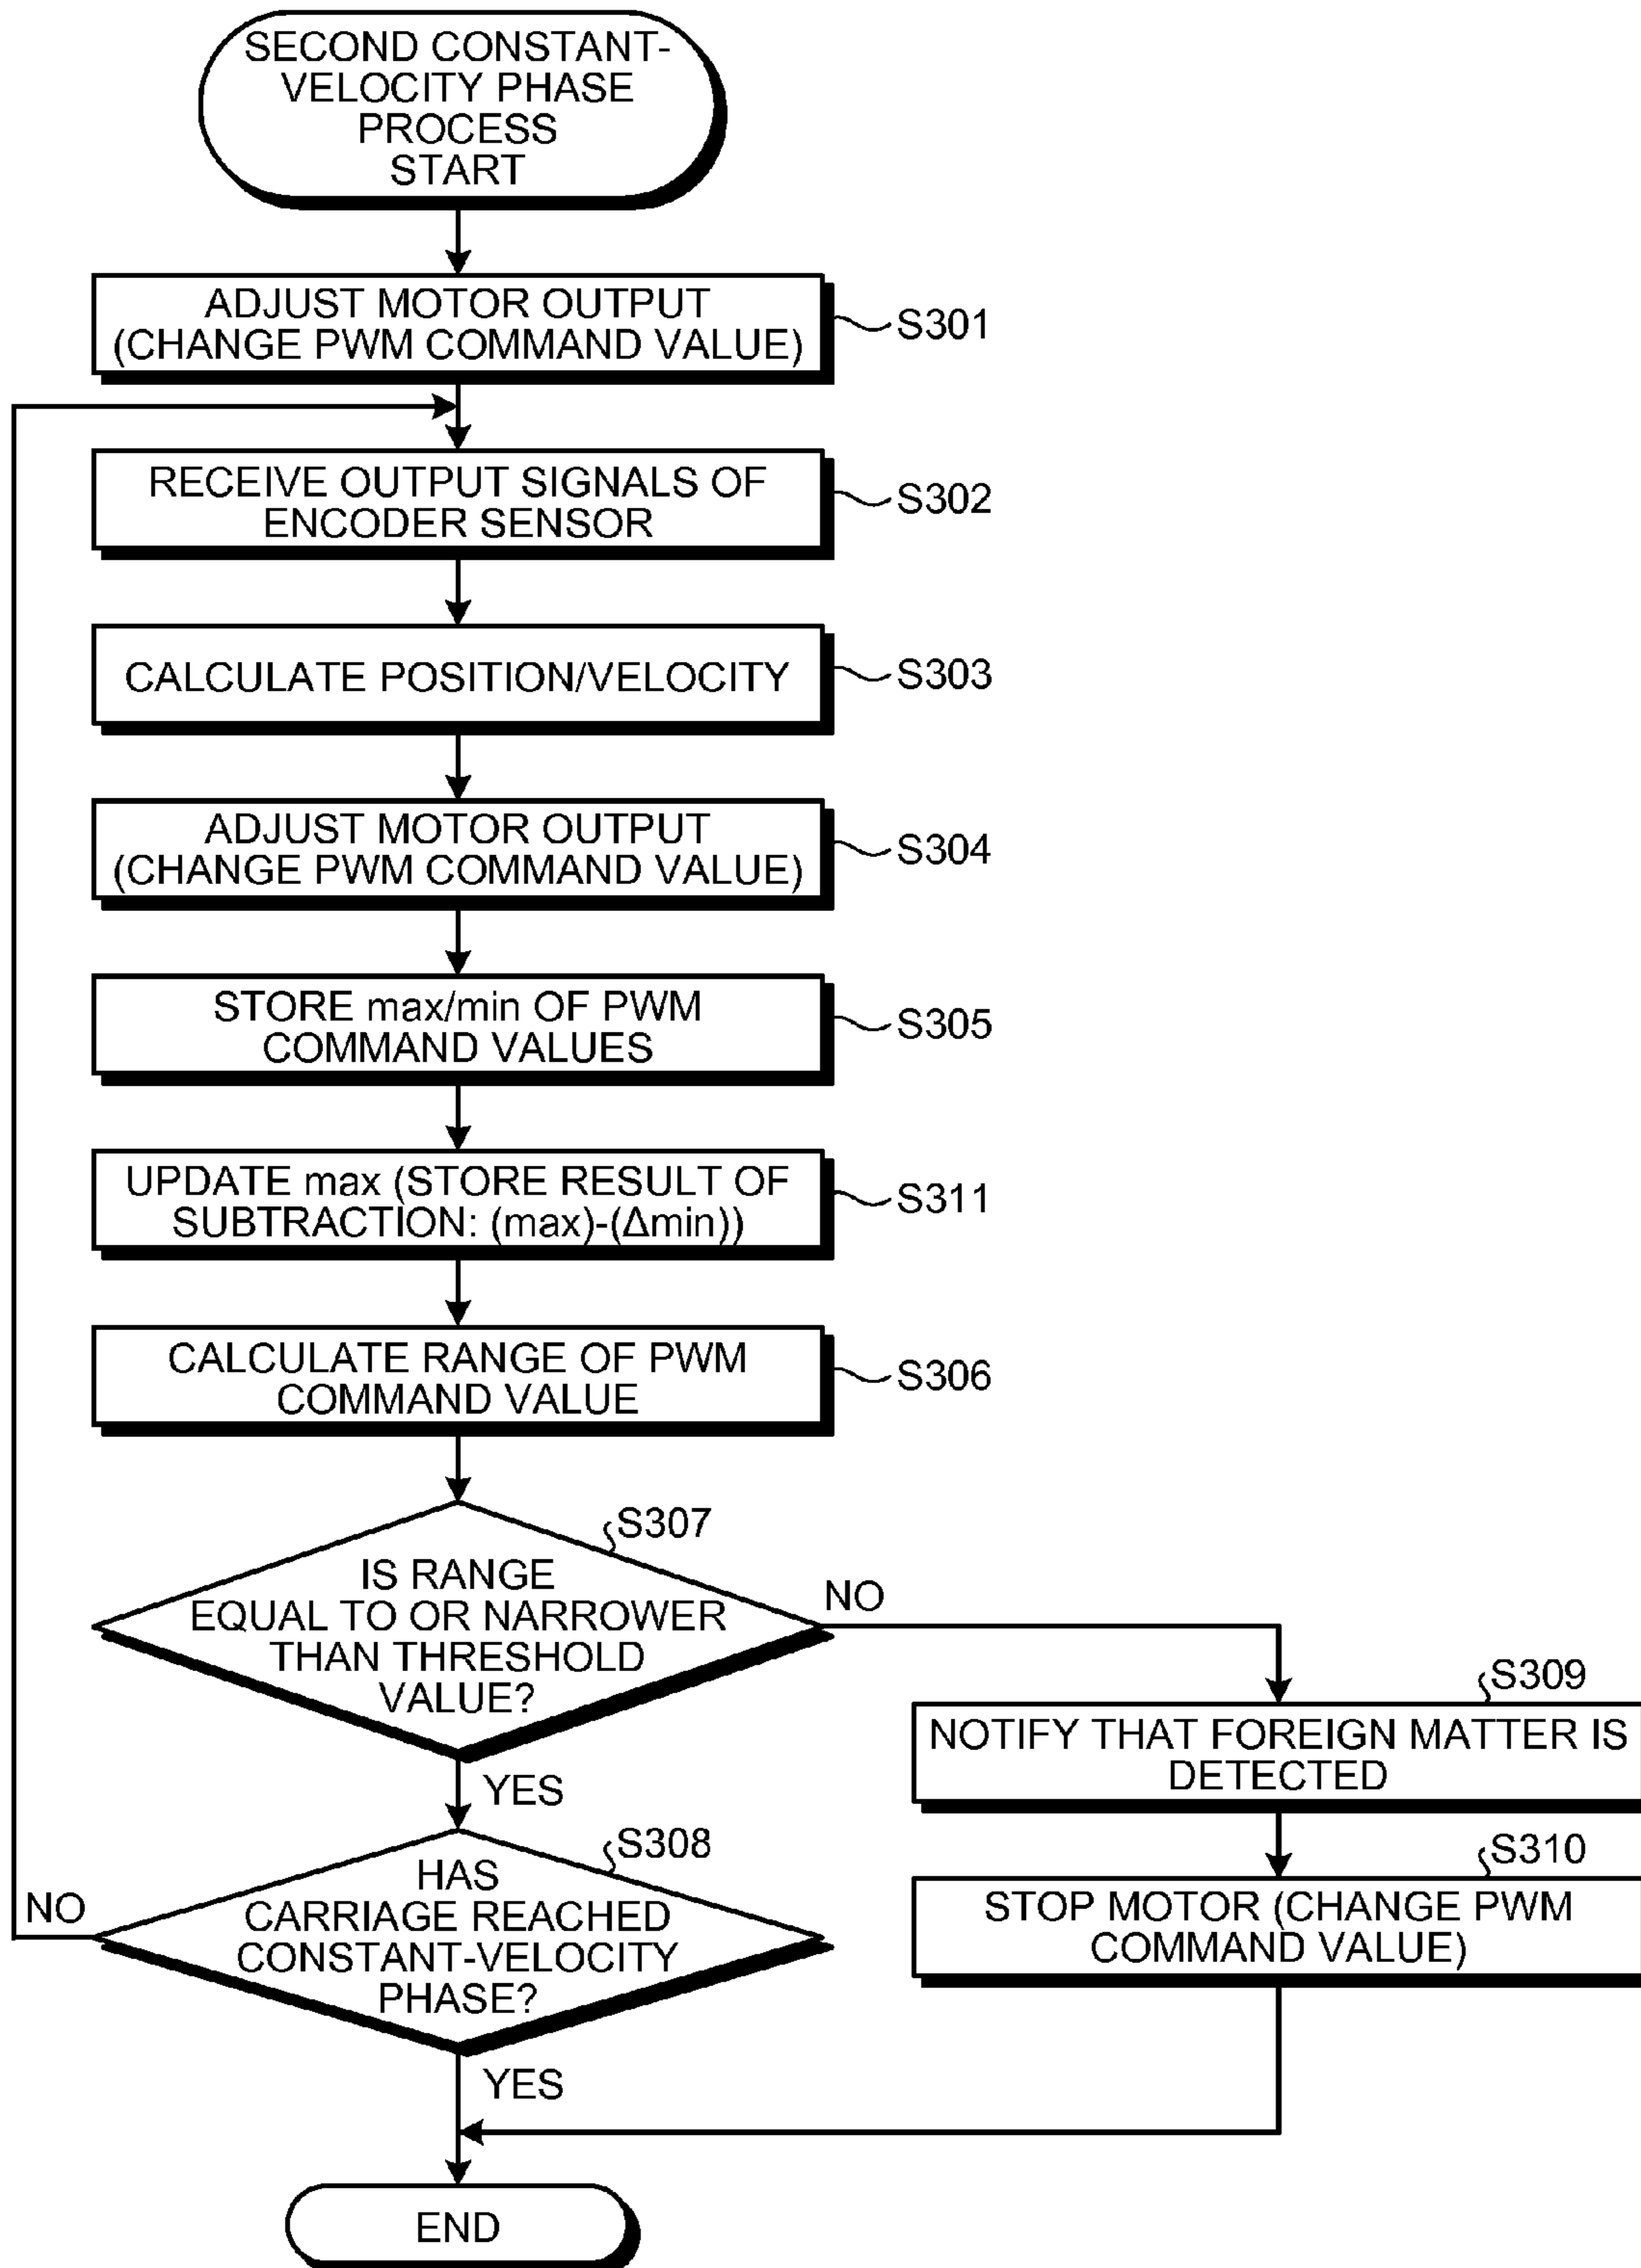 SECOND CONSTANT-
VELOCITY PHASE
PROCESS
START
ADJUST MOTOR OUTPUT
(CHANGE PWM COMMAND VALUE)
S301
RECEIVE OUTPUT SIGNALS OF
ENCODER SENSOR
S302
CALCULATE POSITION/VELOCITY
S303
ADJUST MOTOR OUTPUT
(CHANGE PWM COMMAND VALUE)
S304
STORE max/min OF PWM
COMMAND VALUES
S305
UPDATE max (STORE RESULT OF
SUBTRACTION: (max)-(Δmin))
S311
CALCULATE RANGE OF PWM
COMMAND VALUE
S306
S307
IS RANGE
EQUAL TO OR NARROWER
THAN THRESHOLD
VALUE?
NO
YES
S309
NOTIFY THAT FOREIGN MATTER IS
DETECTED
S308
HAS
CARRIAGE REACHED
CONSTANT-VELOCITY
PHASE?
NO
YES
S310
STOP MOTOR (CHANGE PWM
COMMAND VALUE)
END